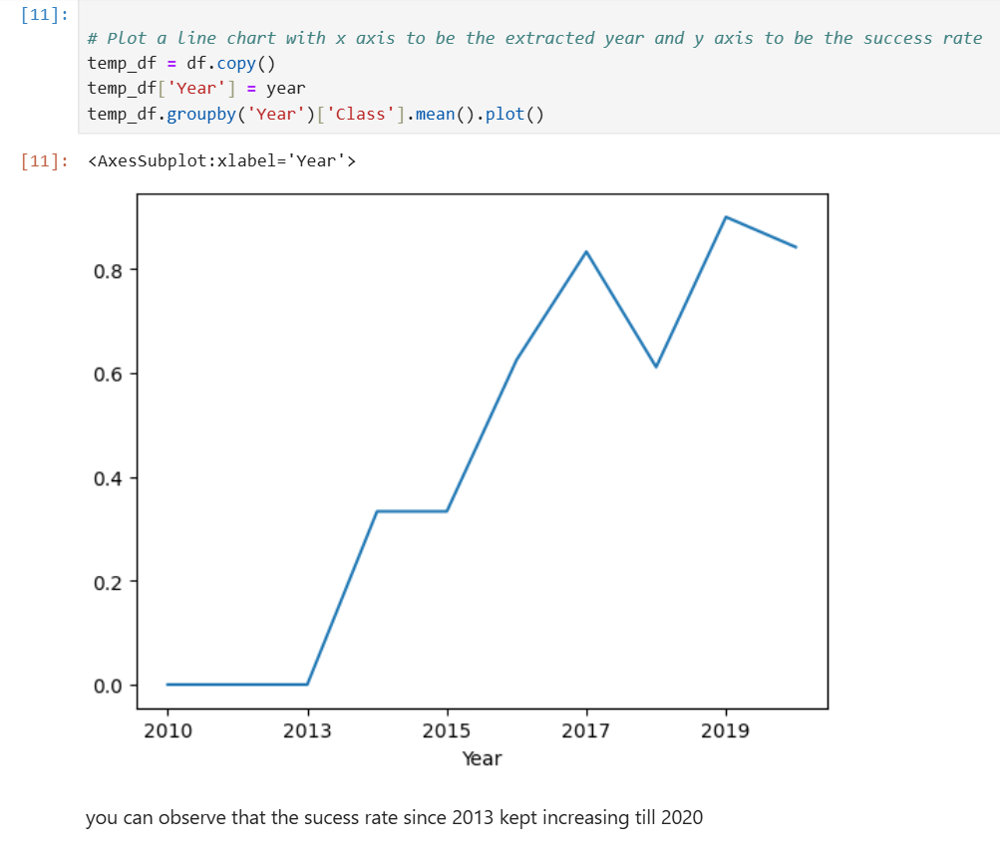 [11]:
# Plot a line chart with x axis to be the extracted year and y axis to be the success rate
temp_df = df.copy()
temp_df['Year'] = year
temp_df.groupby('Year')['Class'].mean().plot()
[11]: <AxesSubplot:xlabel='Year'>
0.8
0.6
0.4
0.2
0.0
2010 2013 2015 2017 2019
Year
you can observe that the sucess rate since 2013 kept increasing till 2020